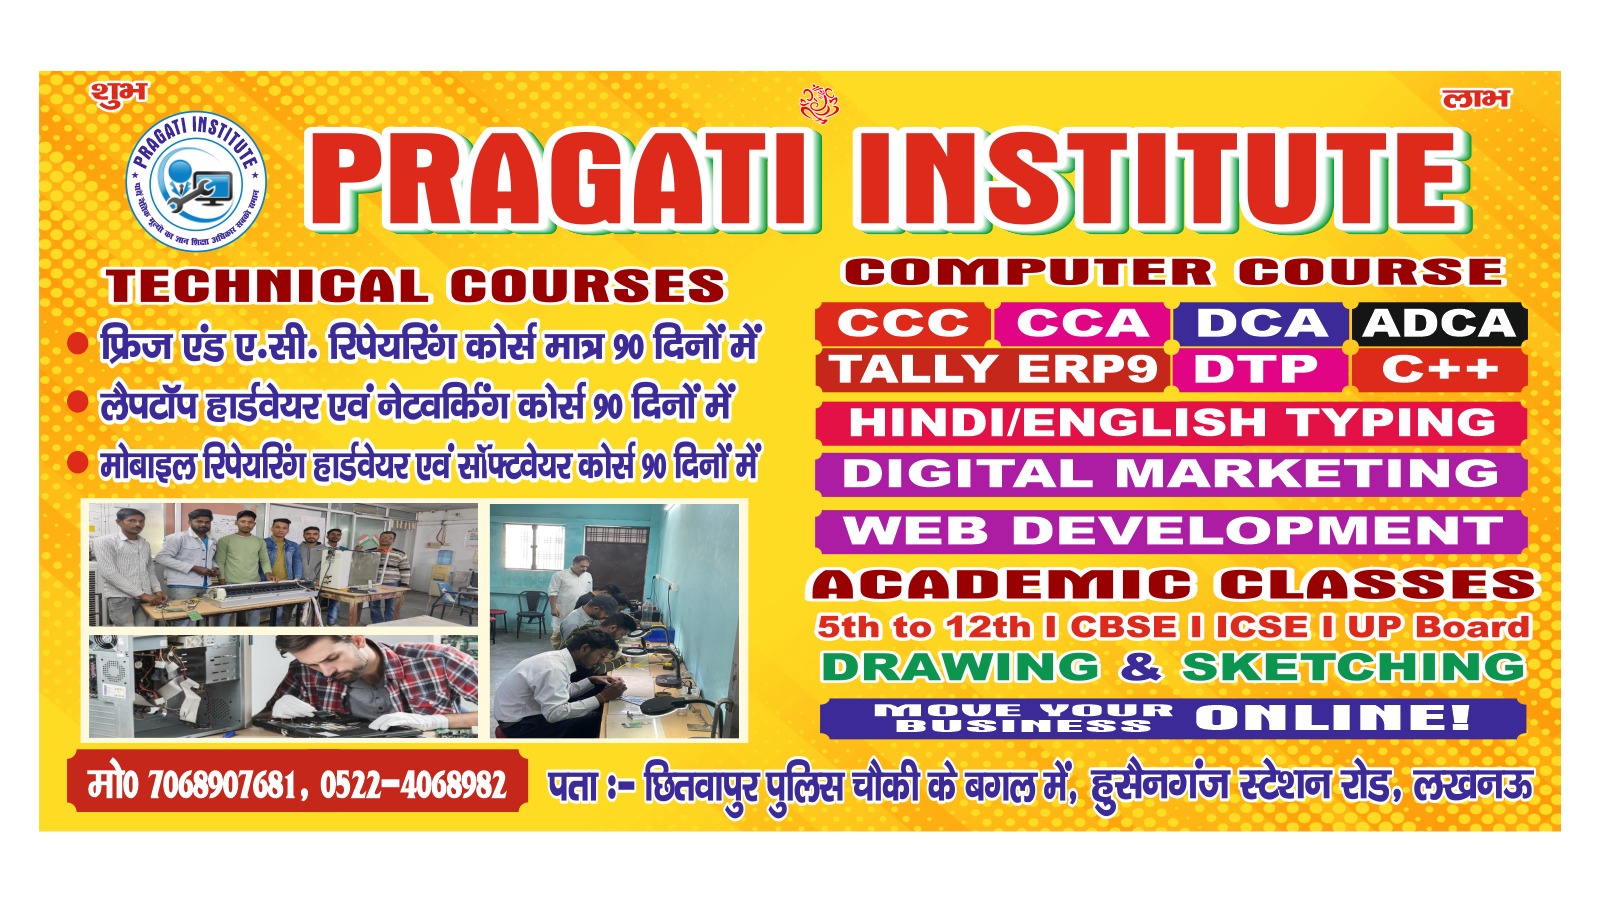 शुभ
लाभ
PRAGATI INSTITUTE
PRAGATI INSTITUTE
TECHNICAL COURSES
फ्रिज एंड ए.सी. रिपेयरिंग कोर्स मात्र 90 दिनों में
लैपटॉप हार्डवेयर एवं नेटवर्किंग कोर्स 90 दिनों में
मोबाइल रिपेयरिंग हार्डवेयर एवं सॉफ्टवेयर कोर्स 90 दिनों में
COMPUTER COURSE
CCC CCA DCA ADCA
TALLY ERP9 DTP C++
HINDI/ENGLISH TYPING
DIGITAL MARKETING
WEB DEVELOPMENT
ACADEMIC CLASSES
5th to 12th I CBSE I ICSE I UP Board
DRAWING & SKETCHING
MOVE YOUR BUSINESS ONLINE!
मो0 7068907681, 0522-4068982
पता :- छितवापुर पुलिस चौकी के बगल में, हुसैनगंज स्टेशन रोड, लखनऊ